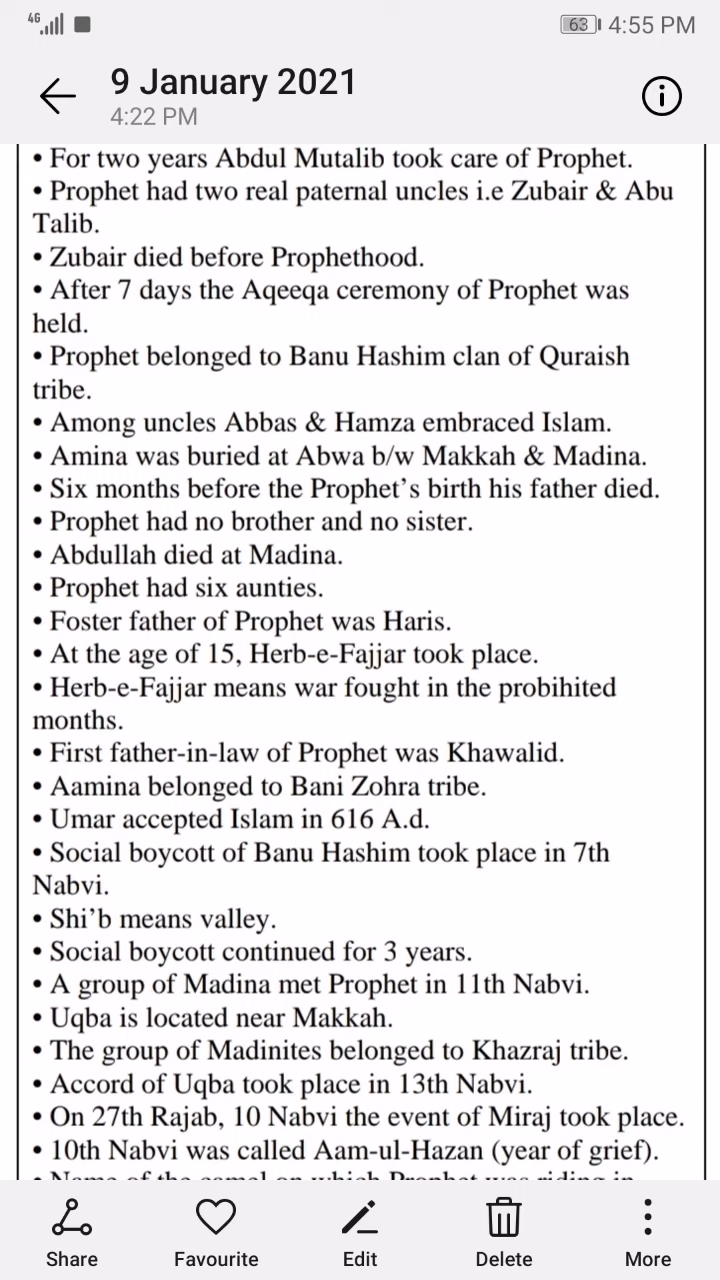 4G 63 4:55 PM
9 January 2021
4:22 PM
• For two years Abdul Mutalib took care of Prophet.
• Prophet had two real paternal uncles i.e Zubair & Abu
Talib.
• Zubair died before Prophethood.
• After 7 days the Aqeeqa ceremony of Prophet was
held.
• Prophet belonged to Banu Hashim clan of Quraish
tribe.
• Among uncles Abbas & Hamza embraced Islam.
• Amina was buried at Abwa b/w Makkah & Madina.
• Six months before the Prophet’s birth his father died.
• Prophet had no brother and no sister.
• Abdullah died at Madina.
• Prophet had six aunties.
• Foster father of Prophet was Haris.
• At the age of 15, Herb-e-Fajjar took place.
• Herb-e-Fajjar means war fought in the probihited
months.
• First father-in-law of Prophet was Khawalid.
• Aamina belonged to Bani Zohra tribe.
• Umar accepted Islam in 616 A.d.
• Social boycott of Banu Hashim took place in 7th
Nabvi.
• Shi’b means valley.
• Social boycott continued for 3 years.
• A group of Madina met Prophet in 11th Nabvi.
• Uqba is located near Makkah.
• The group of Madinites belonged to Khazraj tribe.
• Accord of Uqba took place in 13th Nabvi.
• On 27th Rajab, 10 Nabvi the event of Miraj took place.
• 10th Nabvi was called Aam-ul-Hazan (year of grief).
• Name of the camel on which Prophet was riding in
Share Favourite Edit Delete More